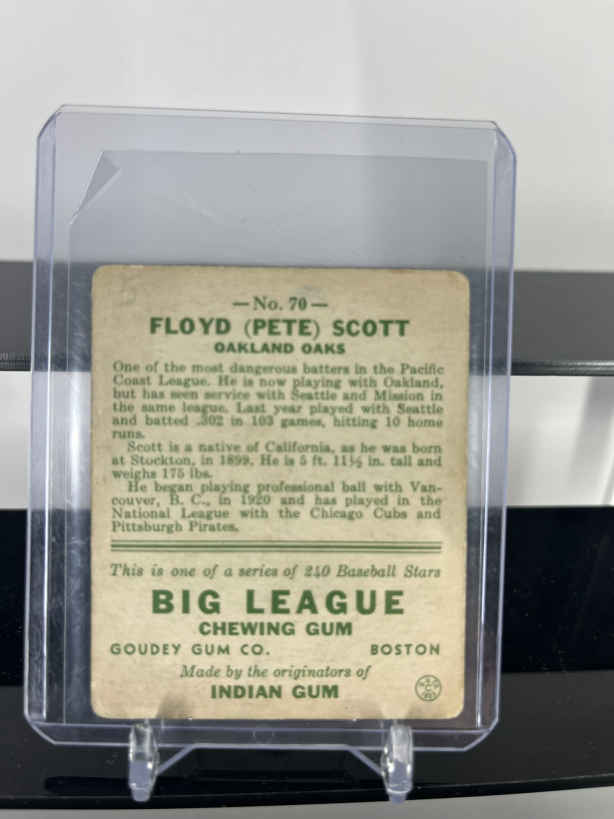 —No. 70—
FLOYD (PETE) SCOTT
OAKLAND OAKS
One of the most dangerous batters in the Pacific
Coast League. He is now playing with Oakland,
but has seen service with Seattle and Mission in
the same league. Last year played with Seattle
and batted .302 in 103 games, hitting 10 home
runs.
Scott is a native of California, as he was born
at Stockton, in 1899. He is 5 ft. 11½ in. tall and
weighs 175 lbs.
He began playing professional ball with Van-
couver, B. C., in 1920 and has played in the
National League with the Chicago Cubs and
Pittsburgh Pirates.
This is one of a series of 240 Baseball Stars
BIG LEAGUE
CHEWING GUM
GOUDEY GUM CO. BOSTON
Made by the originators of
INDIAN GUM